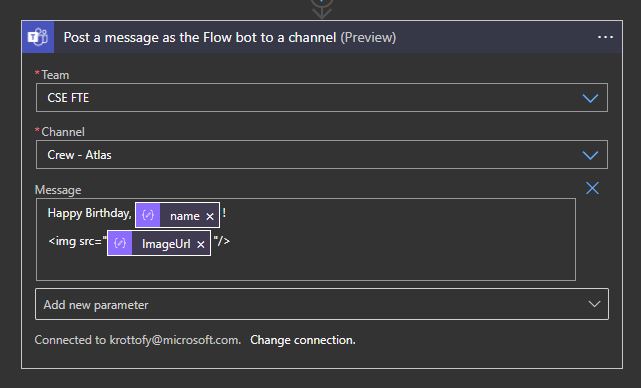 Post a message as the Flow bot to a channel (Preview)
* Team
CSE FTE
* Channel
Crew - Atlas
Message
Happy Birthday, name !
<img src="ImageUrl"/>
Add new parameter
Connected to krottofy@microsoft.com. Change connection.